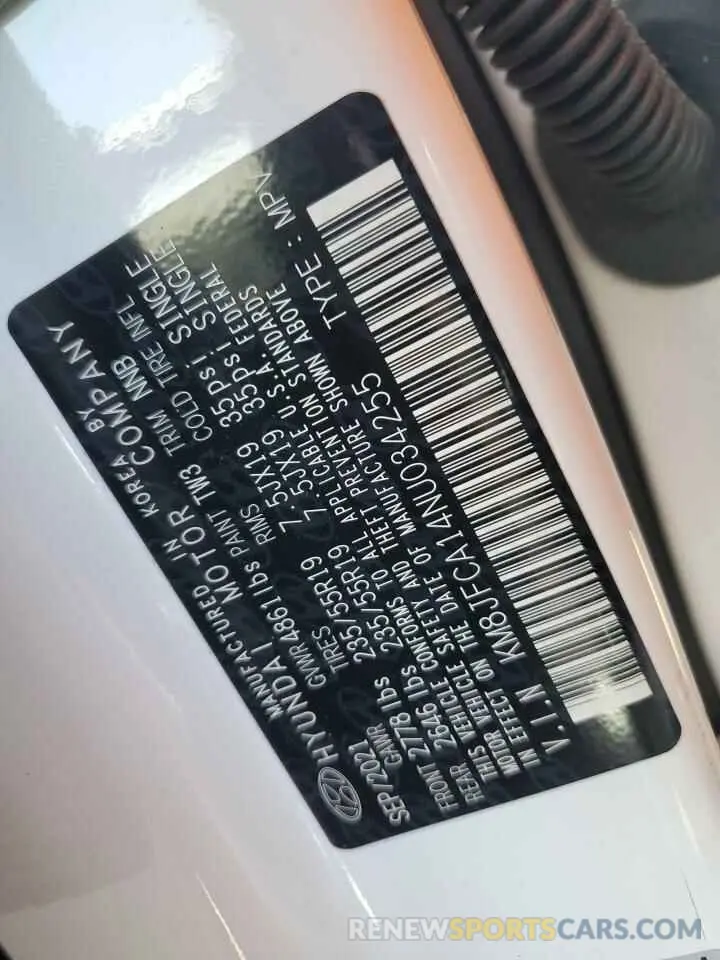 MANUFACTURED IN KOREA BY
HYUNDAI MOTOR COMPANY
SEP/2021 GVWR 4861 lbs PAINT TW3 TRIM NNB
GAWR TIRES RMS COLD TIRE INFL
FRONT 2778 lbs 235/55R19 7.5JX19 35psi SINGLE
REAR 2646 lbs 235/55R19 7.5JX19 35psi SINGLE
THIS VEHICLE CONFORMS TO ALL APPLICABLE U.S.A. FEDERAL
MOTOR VEHICLE SAFETY AND THEFT PREVENTION STANDARDS
IN EFFECT ON THE DATE OF MANUFACTURE SHOWN ABOVE
V.I.N KM8JFCA14NU034255 TYPE : MPV
RENEWSPORTSCARS.COM